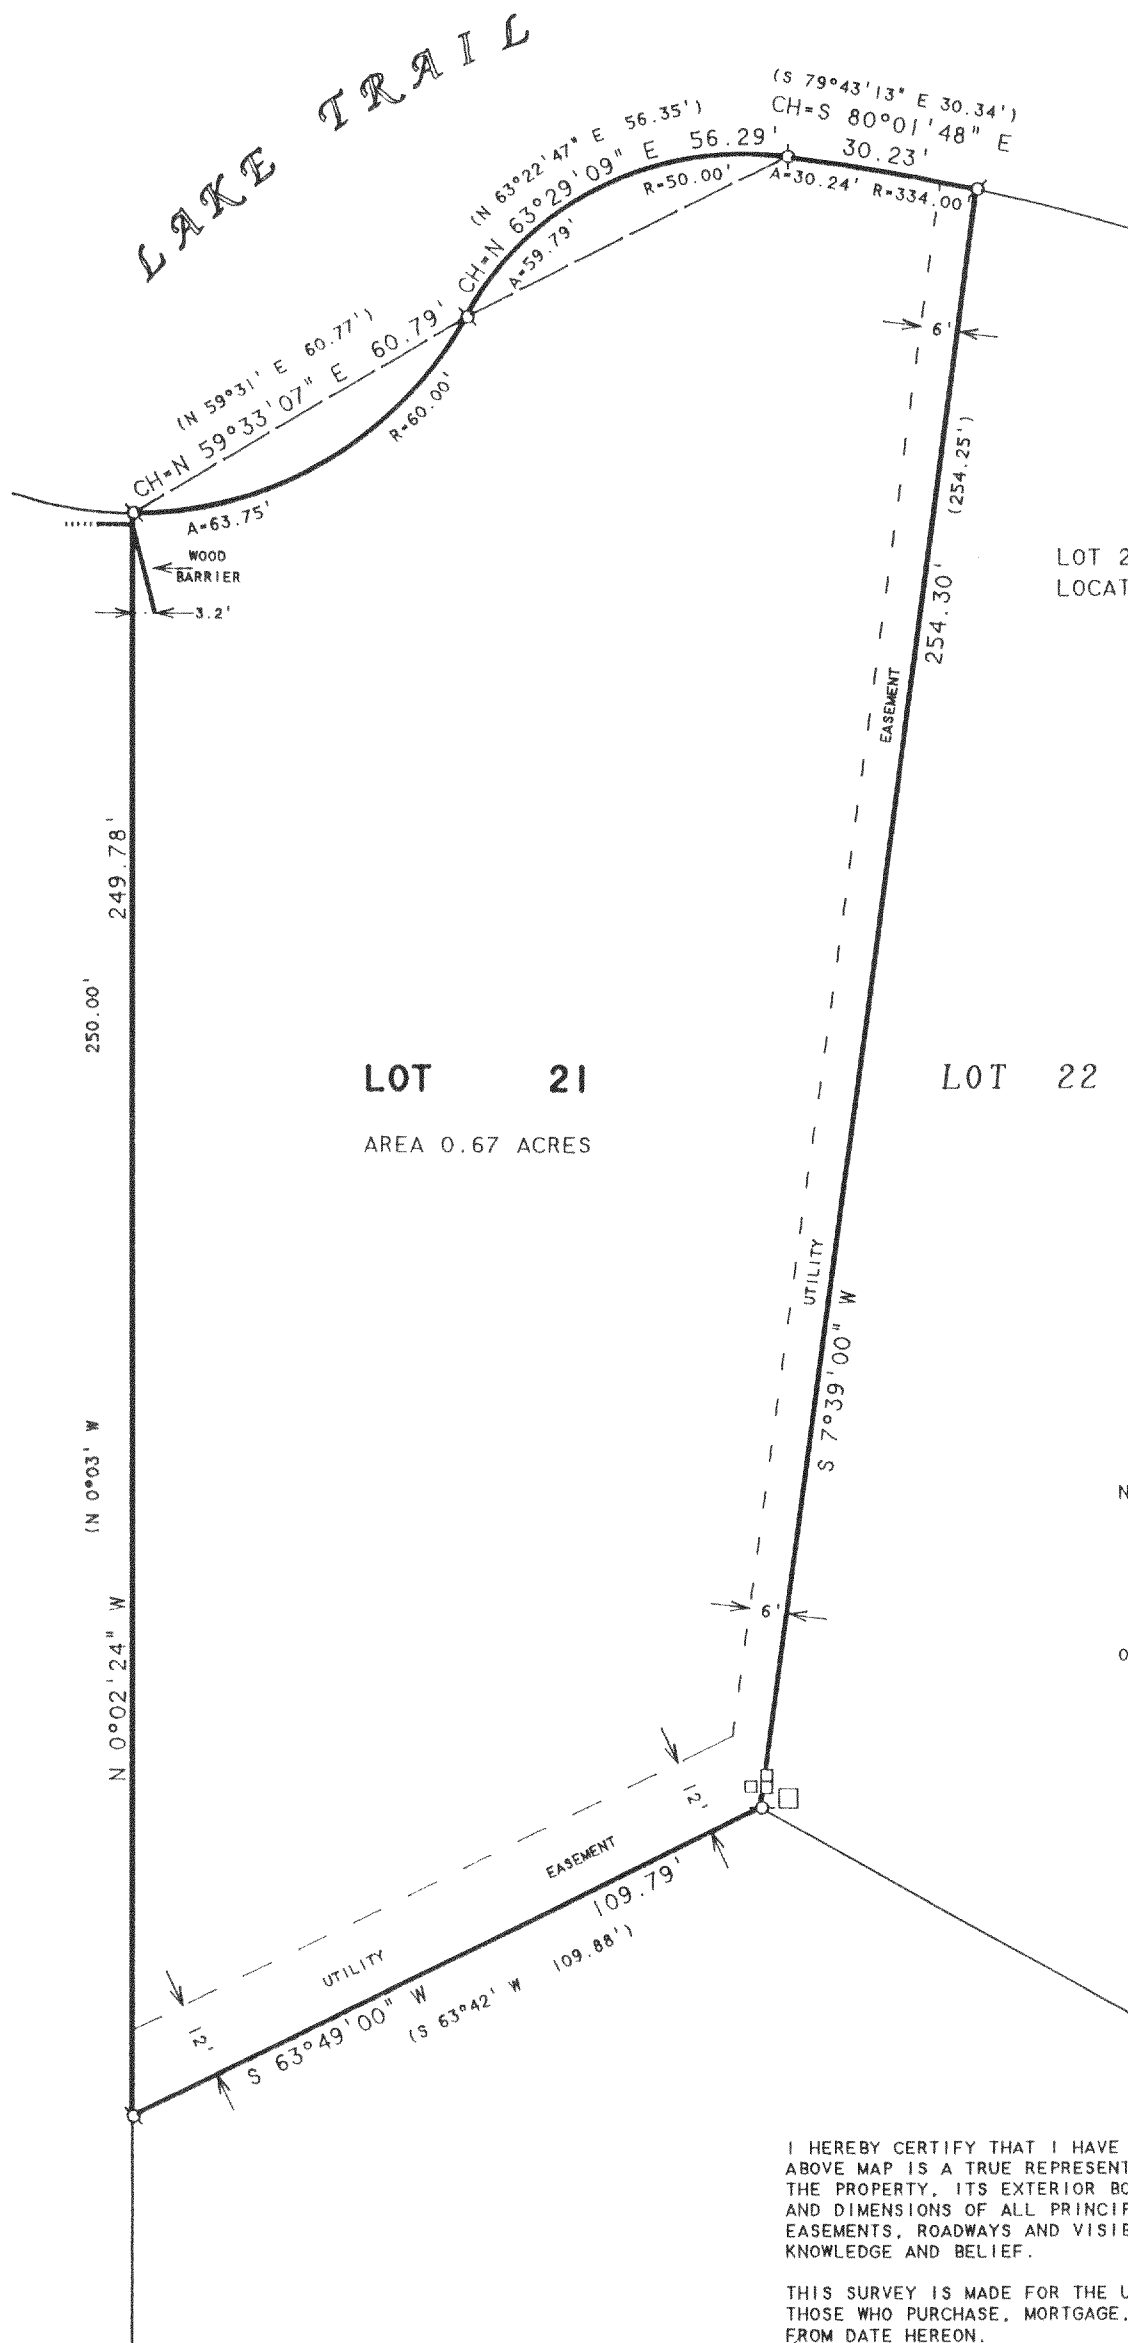 LAKE TRAIL
(S 79°43'13" E 30.34')
CH=S 80°01'48" E
30.23'
A=30.24' R=334.00'
(N 63°22'47" E 56.35')
CH=N 63°29'09" E 56.29'
R=50.00'
A=59.79'
(N 59°31' E 60.77')
CH=N 59°33'07" E 60.79'
R=60.00'
A=63.75'
WOOD
BARRIER
3.2'
6'
(254.25')
254.30'
EASEMENT
LOT 2
LOCAT
249.78'
250.00'
LOT 21
AREA 0.67 ACRES
LOT 22
UTILITY
S 7°39'00" W
(N 0°03' W
N 0°02'24" W
N
6'
O
12'
EASEMENT
109.79'
(S 63°42' W 109.88')
UTILITY
S 63°49'00" W
12'
I HEREBY CERTIFY THAT I HAVE
ABOVE MAP IS A TRUE REPRESENT
THE PROPERTY, ITS EXTERIOR BO
AND DIMENSIONS OF ALL PRINCIP
EASEMENTS, ROADWAYS AND VISIB
KNOWLEDGE AND BELIEF.
THIS SURVEY IS MADE FOR THE U
THOSE WHO PURCHASE, MORTGAGE,
FROM DATE HEREON.